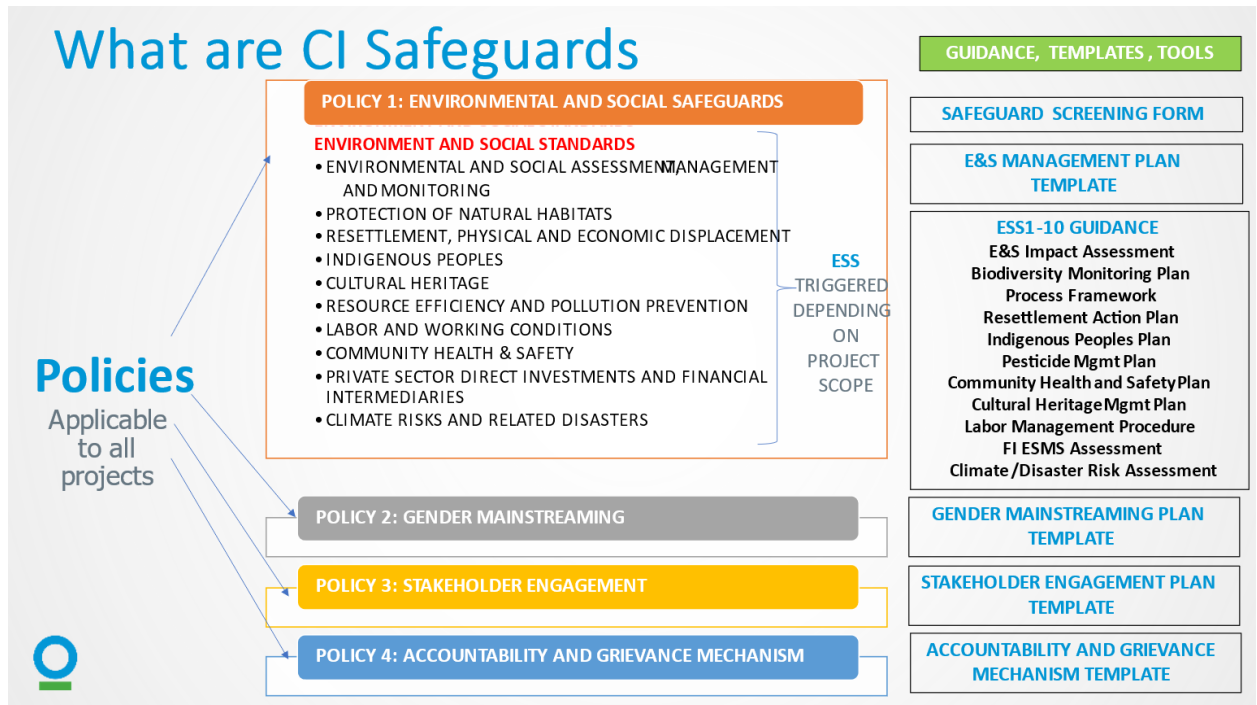 What are CI Safeguards
GUIDANCE, TEMPLATES , TOOLS
POLICY 1: ENVIRONMENTAL AND SOCIAL SAFEGUARDS
ENVIRONMENT AND SOCIAL STANDARDS
• ENVIRONMENTAL AND SOCIAL ASSESSMENT, MANAGEMENT
AND MONITORING
• PROTECTION OF NATURAL HABITATS
• RESETTLEMENT, PHYSICAL AND ECONOMIC DISPLACEMENT
• INDIGENOUS PEOPLES
• CULTURAL HERITAGE
• RESOURCE EFFICIENCY AND POLLUTION PREVENTION
• LABOR AND WORKING CONDITIONS
• COMMUNITY HEALTH & SAFETY
• PRIVATE SECTOR DIRECT INVESTMENTS AND FINANCIAL
INTERMEDIARIES
• CLIMATE RISKS AND RELATED DISASTERS
ESS
TRIGGERED
DEPENDING
ON
PROJECT
SCOPE
Policies
Applicable
to all
projects
POLICY 2: GENDER MAINSTREAMING
POLICY 3: STAKEHOLDER ENGAGEMENT
POLICY 4: ACCOUNTABILITY AND GRIEVANCE MECHANISM
SAFEGUARD SCREENING FORM
E&S MANAGEMENT PLAN
TEMPLATE
ESS1-10 GUIDANCE
E&S Impact Assessment
Biodiversity Monitoring Plan
Process Framework
Resettlement Action Plan
Indigenous Peoples Plan
Pesticide Mgmt Plan
Community Health and Safety Plan
Cultural Heritage Mgmt Plan
Labor Management Procedure
FI ESMS Assessment
Climate/Disaster Risk Assessment
GENDER MAINSTREAMING PLAN
TEMPLATE
STAKEHOLDER ENGAGEMENT PLAN
TEMPLATE
ACCOUNTABILITY AND GRIEVANCE
MECHANISM TEMPLATE